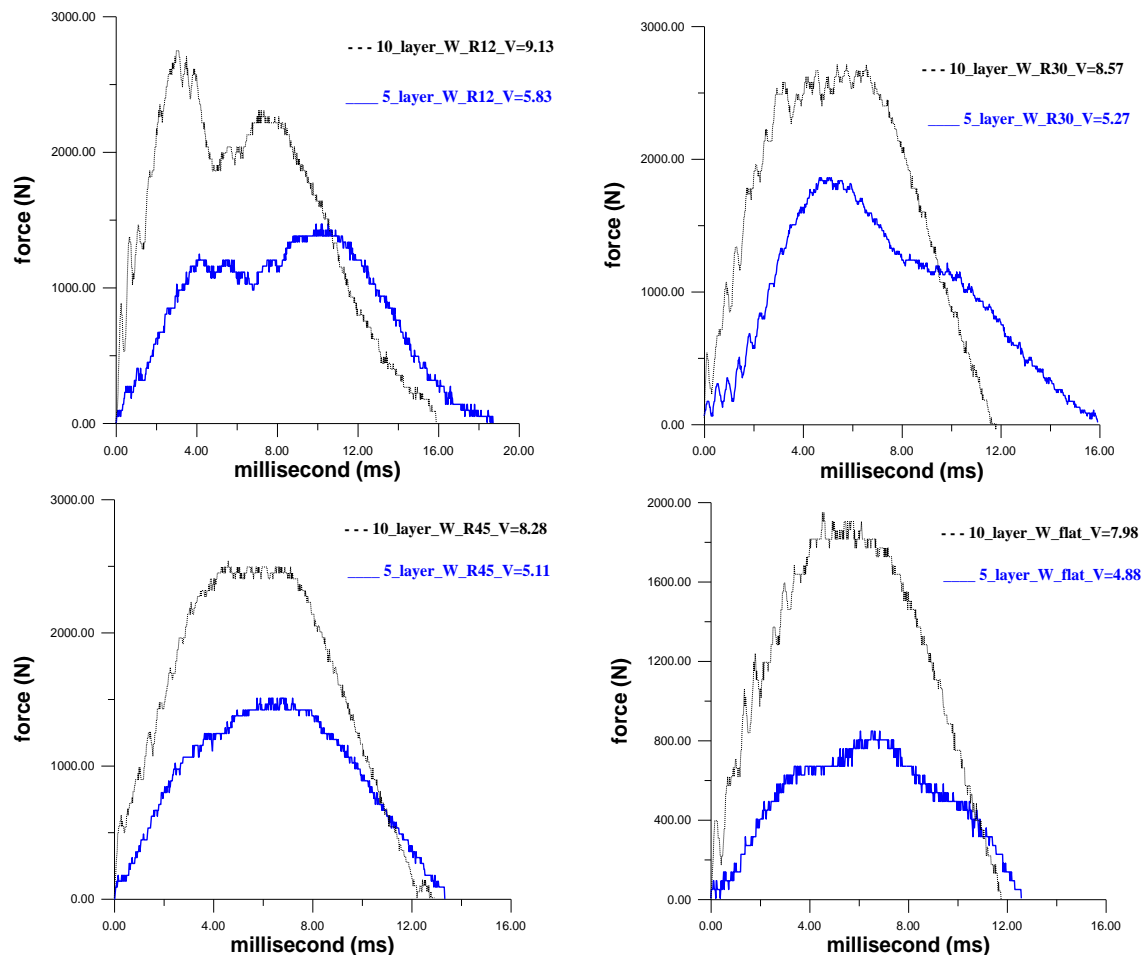 3000.00
2000.00
1000.00
0.00
force (N)
0.00 4.00 8.00 12.00 16.00 20.00
millisecond (ms)
- - - 10_layer_W_R12_V=9.13
____ 5_layer_W_R12_V=5.83
3000.00
2000.00
1000.00
0.00
force (N)
0.00 4.00 8.00 12.00 16.00
millisecond (ms)
- - - 10_layer_W_R30_V=8.57
____ 5_layer_W_R30_V=5.27
3000.00
2000.00
1000.00
0.00
force (N)
0.00 4.00 8.00 12.00 16.00
millisecond (ms)
- - - 10_layer_W_R45_V=8.28
____ 5_layer_W_R45_V=5.11
2000.00
1600.00
1200.00
800.00
400.00
0.00
force (N)
0.00 4.00 8.00 12.00 16.00
millisecond (ms)
- - - 10_layer_W_flat_V=7.98
____ 5_layer_W_flat_V=4.88